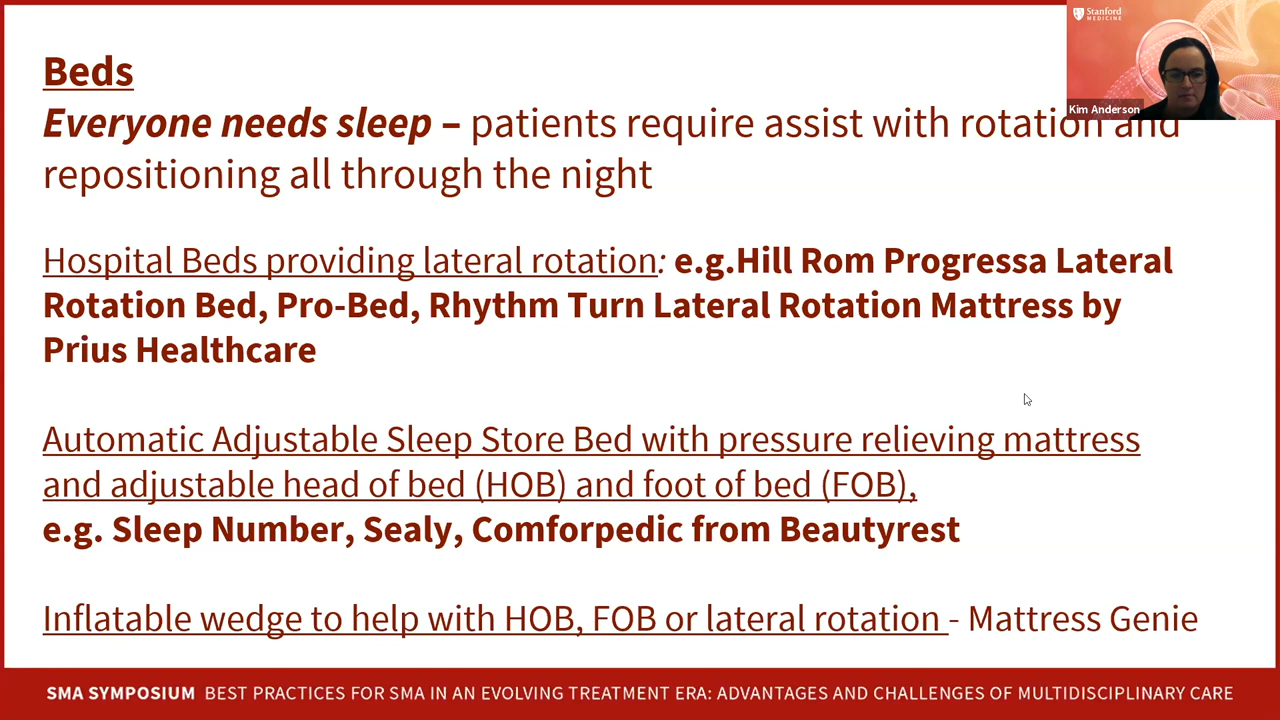 Stanford
MEDICINE
Kim Anderson
Beds
Everyone needs sleep – patients require assist with rotation and
repositioning all through the night
Hospital Beds providing lateral rotation: e.g.Hill Rom Progressa Lateral
Rotation Bed, Pro-Bed, Rhythm Turn Lateral Rotation Mattress by
Prius Healthcare
Automatic Adjustable Sleep Store Bed with pressure relieving mattress
and adjustable head of bed (HOB) and foot of bed (FOB),
e.g. Sleep Number, Sealy, Comforpedic from Beautyrest
Inflatable wedge to help with HOB, FOB or lateral rotation - Mattress Genie
SMA SYMPOSIUM BEST PRACTICES FOR SMA IN AN EVOLVING TREATMENT ERA: ADVANTAGES AND CHALLENGES OF MULTIDISCIPLINARY CARE